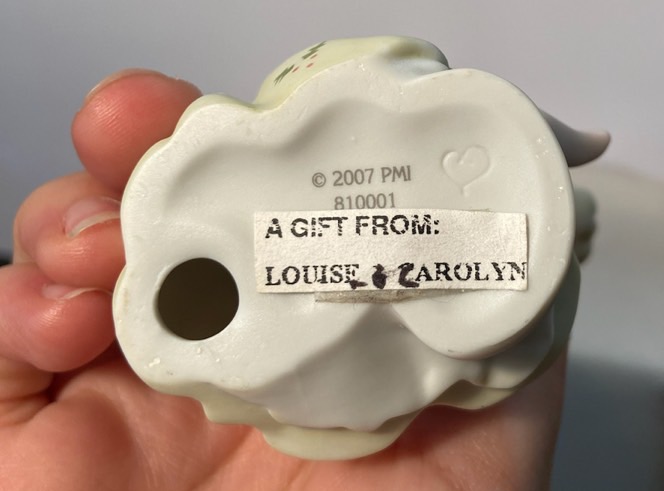 © 2007 PMI
810001
A GIFT FROM:
LOUISE & CAROLYN